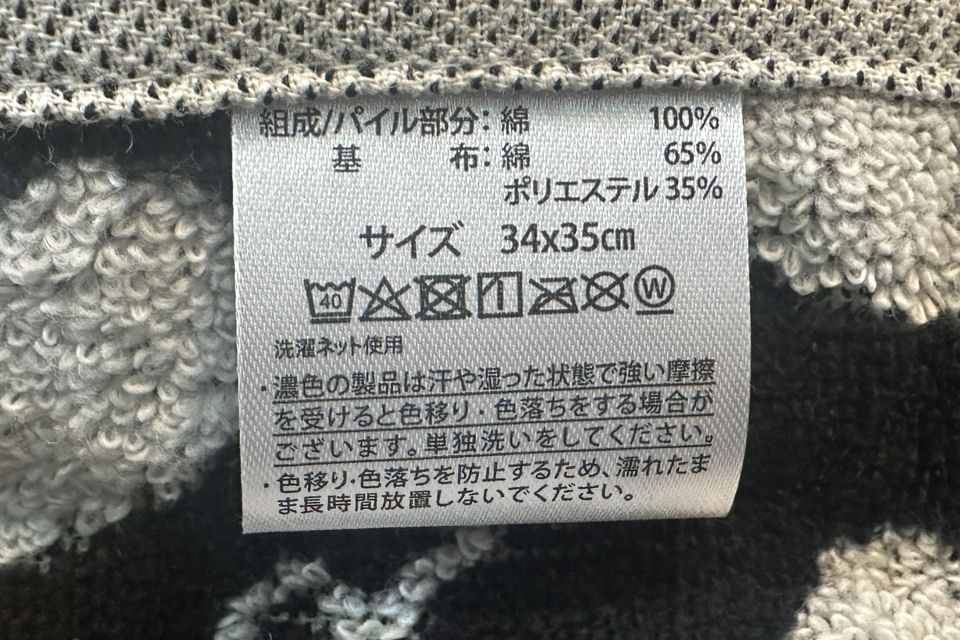 組成/パイル部分：綿 100%
基 布：綿 65%
ポリエステル 35%
サイズ 34x35cm
40 W
洗濯ネット使用
・濃色の製品は汗や湿った状態で強い摩擦
を受けると色移り・色落ちをする場合が
ございます。単独洗いをしてください。
・色移り・色落ちを防止するため、濡れたま
ま長時間放置しないでください。